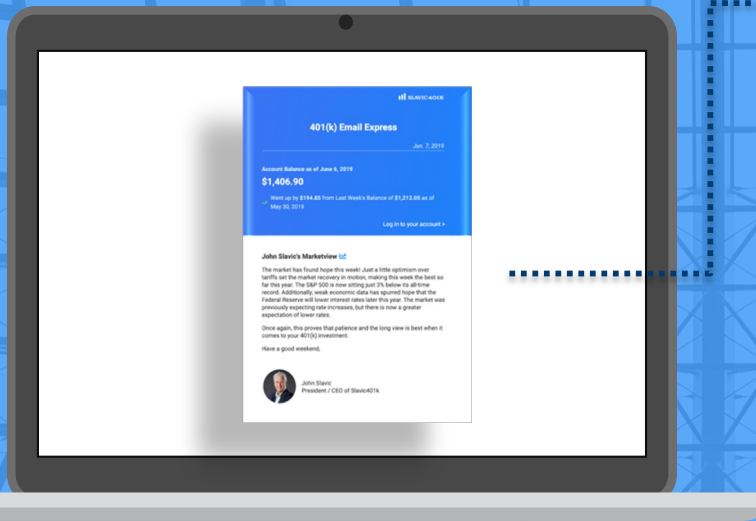 SLAVIC401K
401(k) Email Express
Jun. 7, 2019
Account Balance as of June 6, 2019
$1,406.90
Went up by $194.85 from Last Week's Balance of $1,212.05 as of
May 30, 2019
Log in to your account >
John Slavic's Marketview
The market has found hope this week! Just a little optimism over
tariffs set the market recovery in motion, making this week the best so
far this year. The S&P 500 is now sitting just 3% below its all-time
record. Additionally, weak economic data has spurred hope that the
Federal Reserve will lower interest rates later this year. The market was
previously expecting rate increases, but there is now a greater
expectation of lower rates.
Once again, this proves that patience and the long view is best when it
comes to your 401(k) investment.
Have a good weekend,
John Slavic
President / CEO of Slavic401k